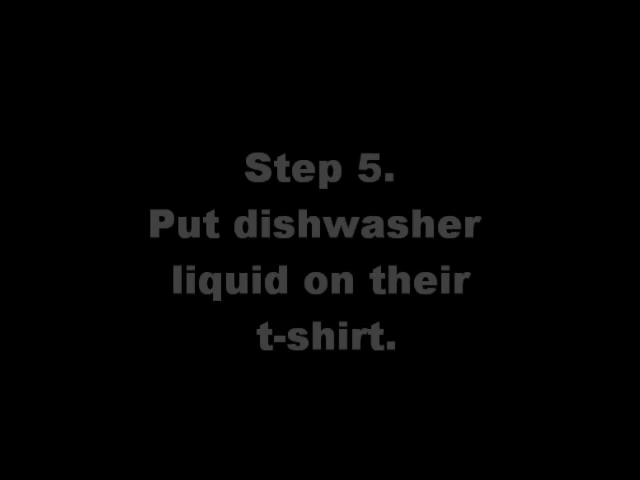 Step 5.
Put dishwasher
liquid on their
t-shirt.